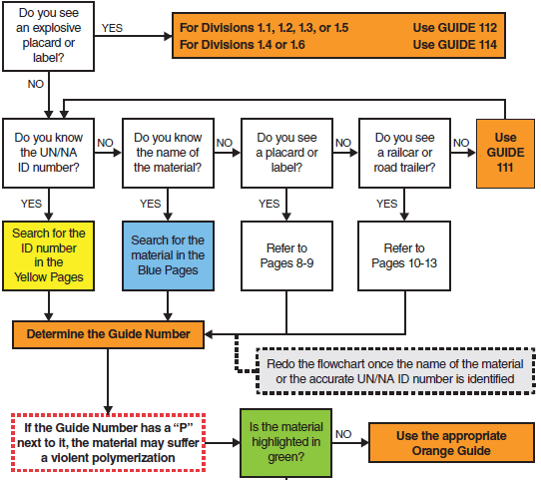 Do you see
an explosive
placard or
label?
YES
For Divisions 1.1, 1.2, 1.3, or 1.5 Use GUIDE 112
For Divisions 1.4 or 1.6 Use GUIDE 114
NO
Do you know
the UN/NA
ID number?
NO
Do you know
the name of
the material?
NO
Do you see
a placard or
label?
NO
Do you see
a railcar or
road trailer?
NO
Use
GUIDE
111
YES
YES
YES
YES
Search for the
ID number
in the
Yellow Pages
Search for the
material in the
Blue Pages
Refer to
Pages 8-9
Refer to
Pages 10-13
Determine the Guide Number
Redo the flowchart once the name of the material
or the accurate UN/NA ID number is identified
If the Guide Number has a “P”
next to it, the material may suffer
a violent polymerization
Is the material
highlighted in
green?
NO
Use the appropriate
Orange Guide